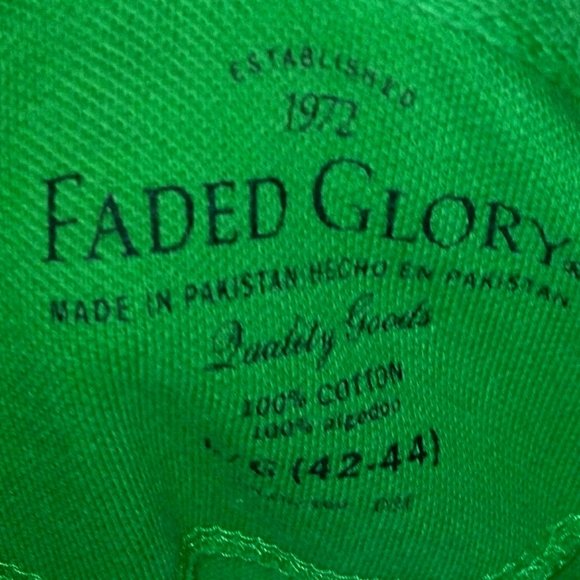 ESTABLISHED
1972
FADED GLORY
MADE IN PAKISTAN HECHO EN PAKISTAN
Quality Goods
100% COTTON
100% algodon
(42-44)